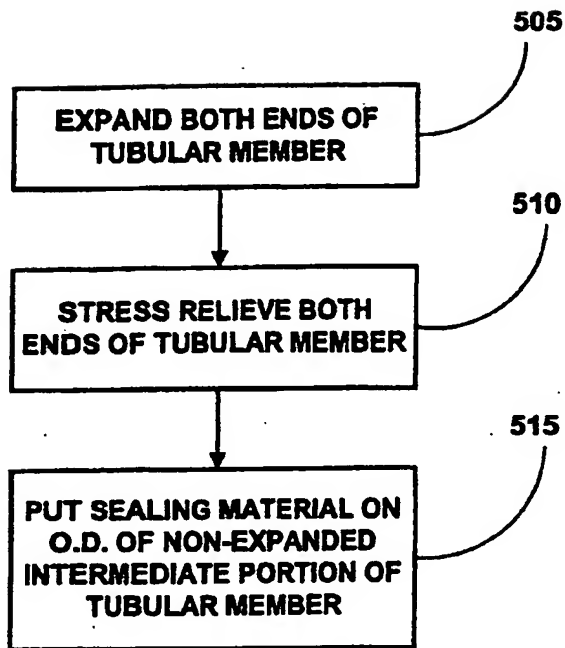 505
EXPAND BOTH ENDS OF
TUBULAR MEMBER
510
STRESS RELIEVE BOTH
ENDS OF TUBULAR MEMBER
515
PUT SEALING MATERIAL ON
O.D. OF NON-EXPANDED
INTERMEDIATE PORTION OF
TUBULAR MEMBER